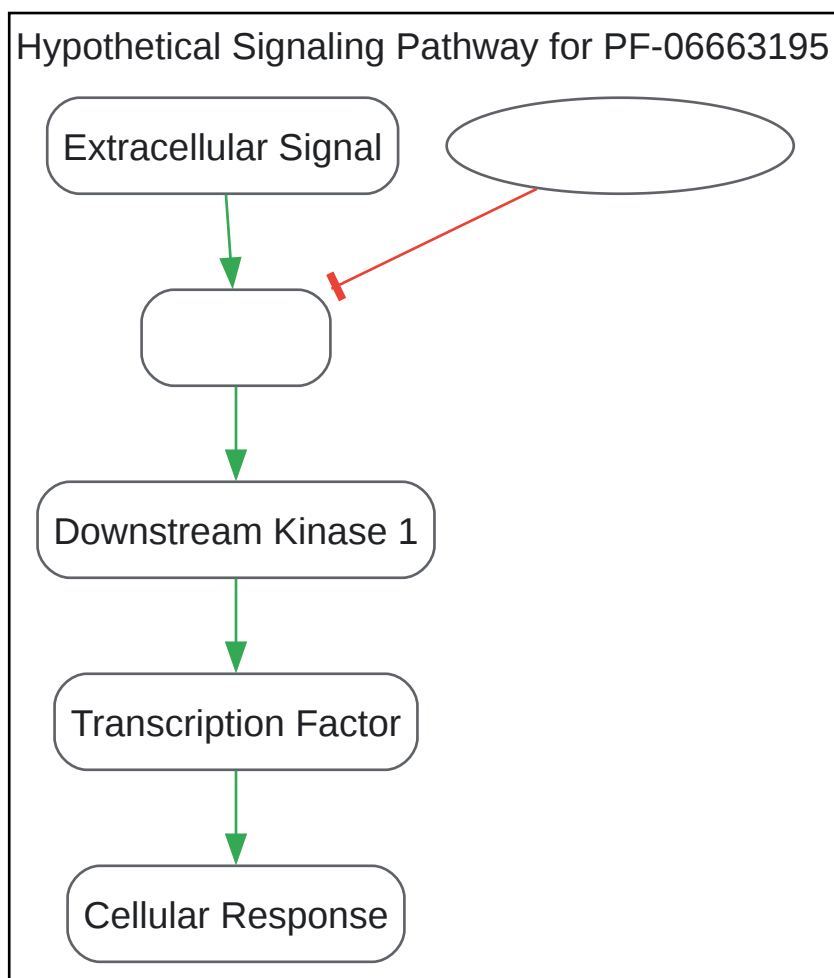 Hypothetical Signaling Pathway for PF-06663195
Extracellular Signal
Downstream Kinase 1
Transcription Factor
Cellular Response